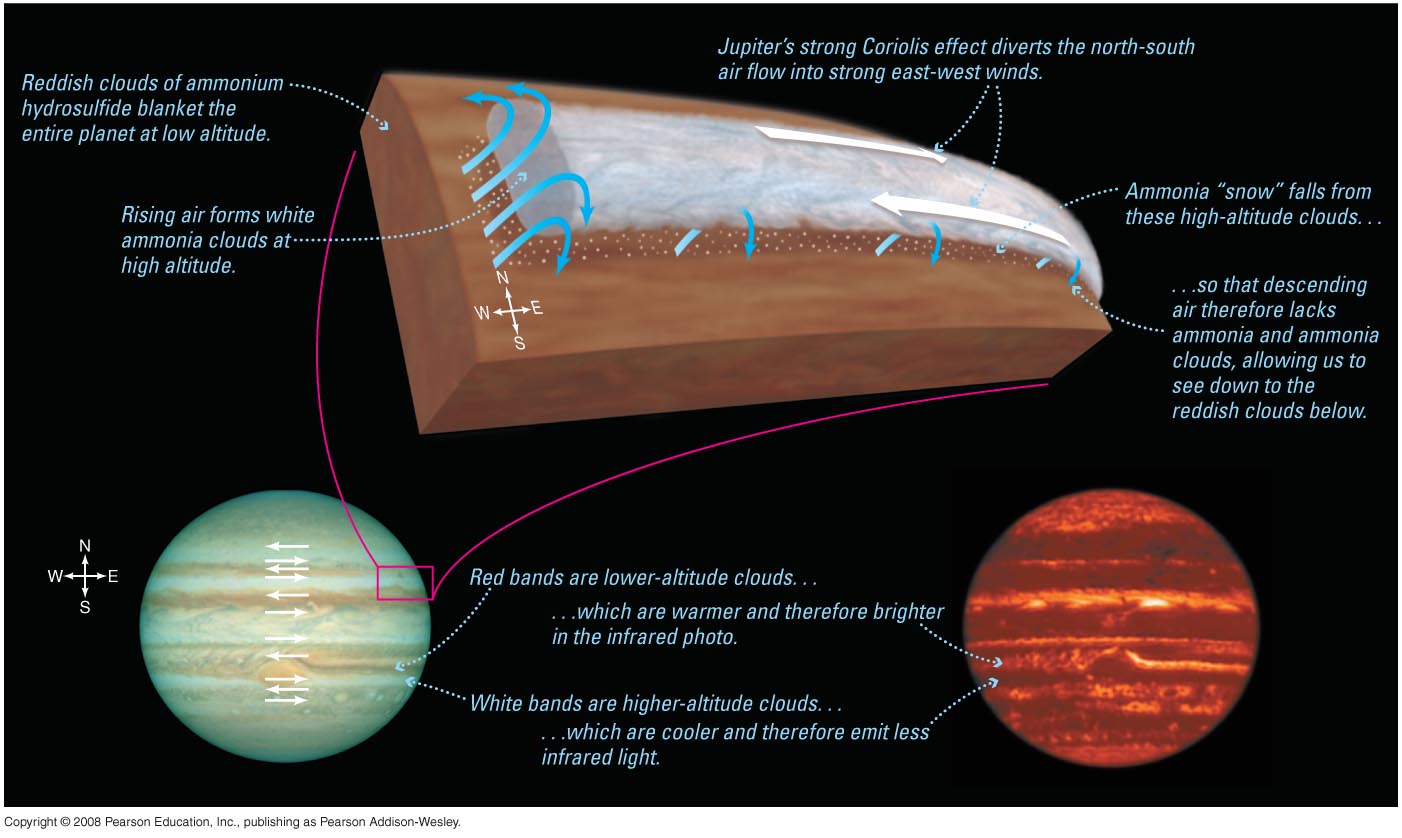 Jupiter's strong Coriolis effect diverts the north-south
air flow into strong east-west winds.
Reddish clouds of ammonium
hydrosulfide blanket the
entire planet at low altitude.
Rising air forms white
ammonia clouds at
high altitude.
Ammonia “snow” falls from
these high-altitude clouds. . .
. . .so that descending
air therefore lacks
ammonia and ammonia
clouds, allowing us to
see down to the
reddish clouds below.
N
W E
S
N
W E
S
Red bands are lower-altitude clouds. . .
. . .which are warmer and therefore brighter
in the infrared photo.
White bands are higher-altitude clouds. . .
. . .which are cooler and therefore emit less
infrared light.
Copyright © 2008 Pearson Education, Inc., publishing as Pearson Addison-Wesley.